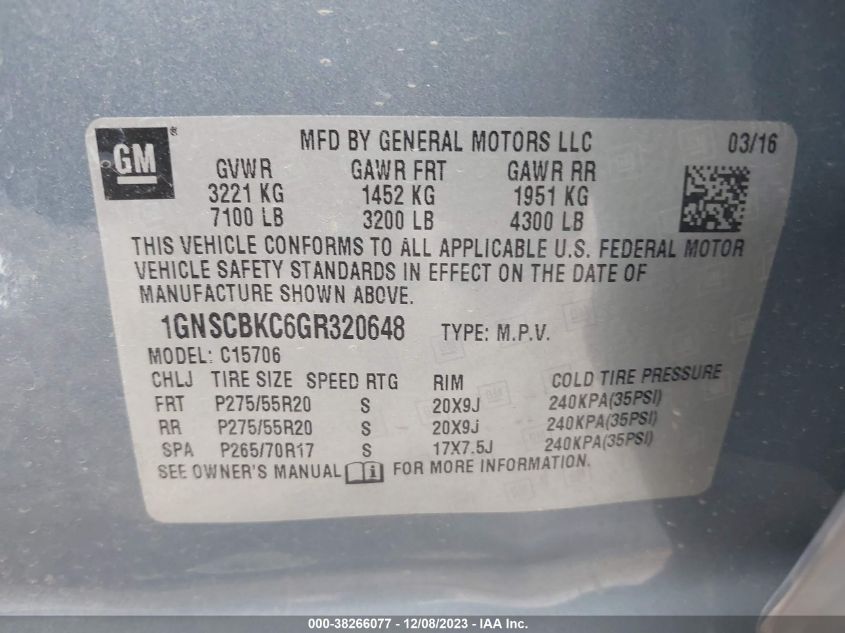 GM ®
MFD BY GENERAL MOTORS LLC 03/16
GVWR GAWR FRT GAWR RR
3221 KG 1452 KG 1951 KG
7100 LB 3200 LB 4300 LB
THIS VEHICLE CONFORMS TO ALL APPLICABLE U.S. FEDERAL MOTOR
VEHICLE SAFETY STANDARDS IN EFFECT ON THE DATE OF
MANUFACTURE SHOWN ABOVE.
1GNSCBKC6GR320648 TYPE: M.P.V.
MODEL: C15706
CHLJ TIRE SIZE SPEED RTG RIM COLD TIRE PRESSURE
FRT P275/55R20 S 20X9J 240KPA(35PSI)
RR P275/55R20 S 20X9J 240KPA(35PSI)
SPA P265/70R17 S 17X7.5J 240KPA(35PSI)
SEE OWNER'S MANUAL FOR MORE INFORMATION.
000-38266077 - 12/08/2023 - IAA Inc.